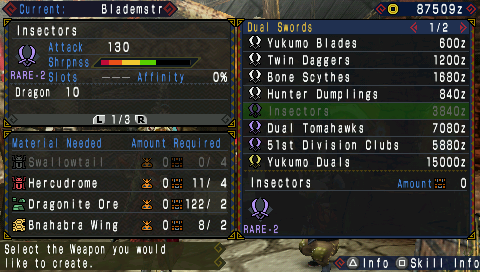 Current: Blademstr
87509z
Insectors
Attack 130
Shrpnss
RARE-2 Slots --- Affinity 0%
Dragon 10
L 1/3 R
Material Needed Amount Required
Swallowtail 0 0/ 4
Hercudrome 0 11/ 4
Dragonite Ore 0 122/ 2
Bnahabra Wing 0 8/ 2
Select the Weapon you would
like to create.
Dual Swords 1/2
Yukumo Blades 600z
Twin Daggers 1200z
Bone Scythes 1680z
Hunter Dumplings 840z
Insectors 3840z
Dual Tomahawks 7080z
51st Division Clubs 5880z
Yukumo Duals 15000z
Insectors Amount 0
RARE-2
Info Skill Info